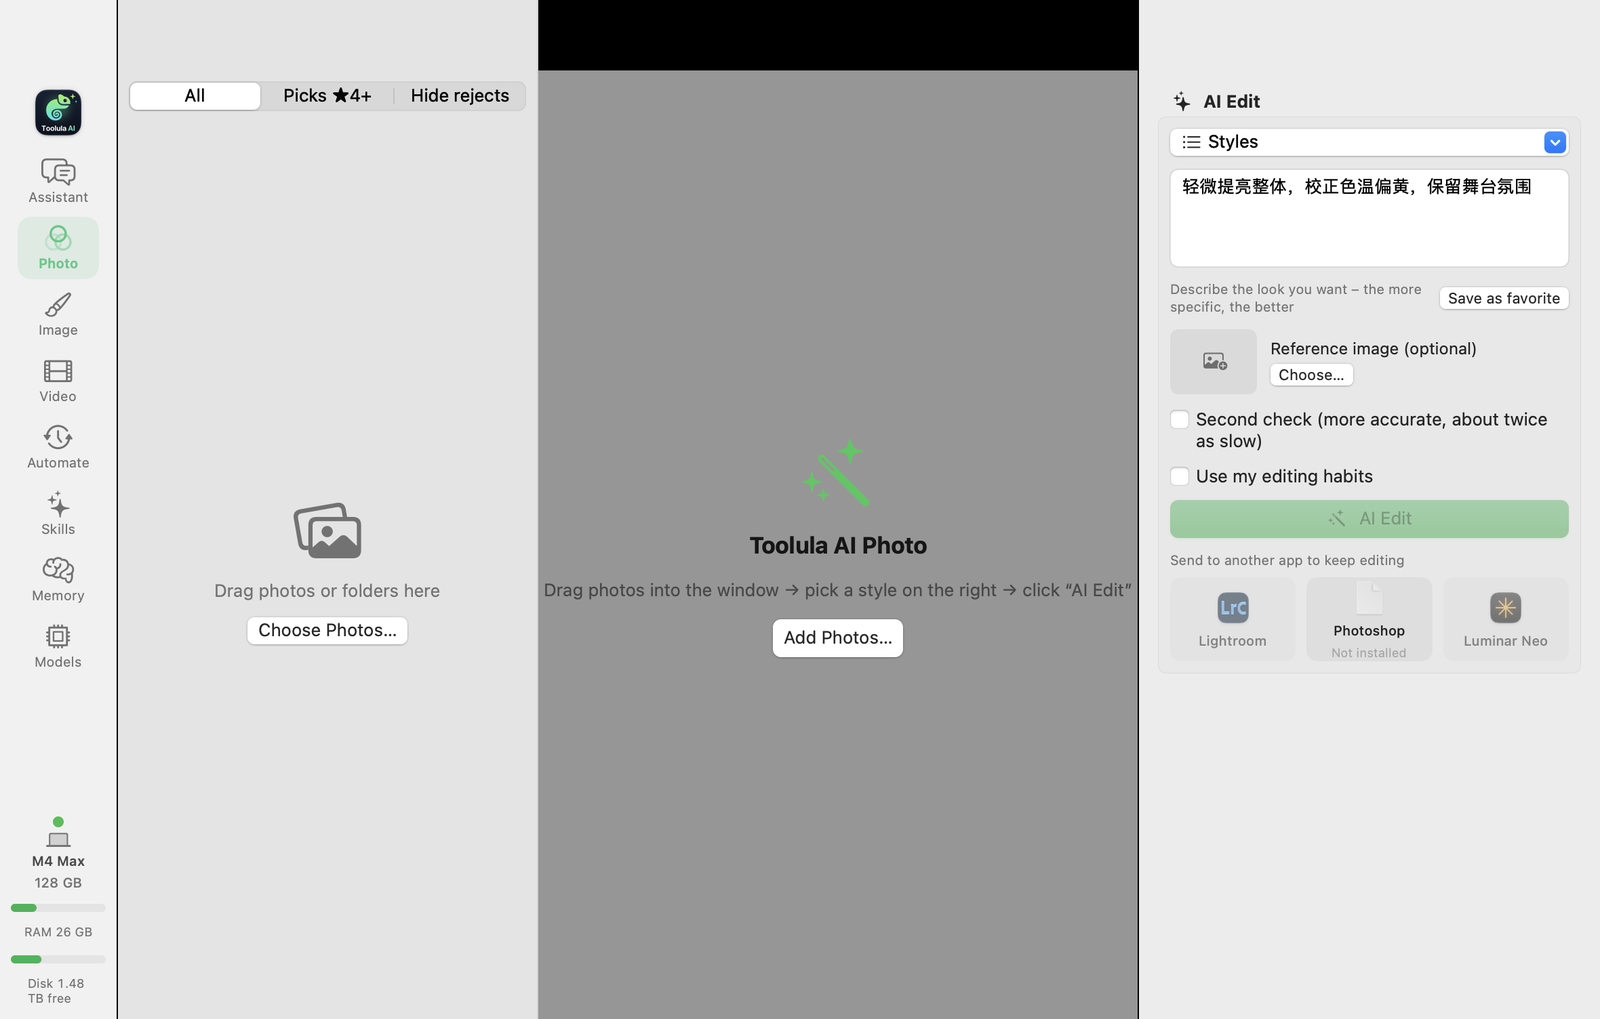 Toolula AI
Assistant
Photo
Image
Video
Automate
Skills
Memory
Models
M4 Max
128 GB
RAM 26 GB
Disk 1.48
TB free
All
Picks ★4+
Hide rejects
Drag photos or folders here
Choose Photos...
Toolula AI Photo
Drag photos into the window → pick a style on the right → click “AI Edit”
Add Photos...
AI Edit
Styles
轻微提亮整体，校正色温偏黄，保留舞台氛围
Describe the look you want – the more
specific, the better
Save as favorite
Reference image (optional)
Choose...
Second check (more accurate, about twice
as slow)
Use my editing habits
AI Edit
Send to another app to keep editing
LrC
Lightroom
Photoshop
Not installed
Luminar Neo